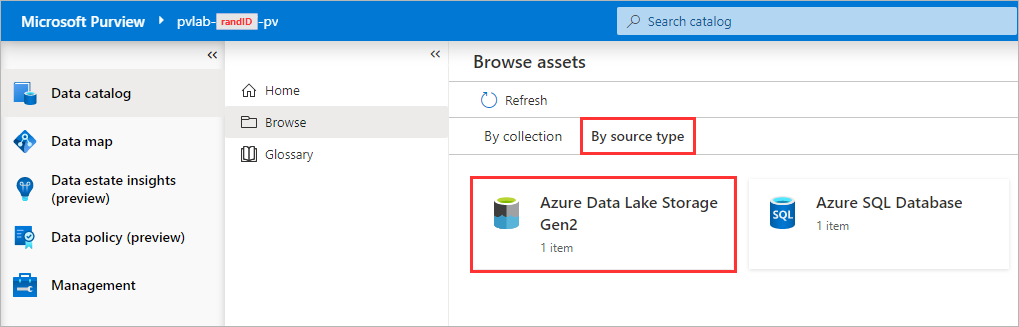 Microsoft Purview pvlab-randID-pv Search catalog
Data catalog
Data map
Data estate insights
(preview)
Data policy (preview)
Management
Home
Browse
Glossary
Browse assets
Refresh
By collection By source type
Azure Data Lake Storage
Gen2
1 item
Azure SQL Database
1 item
SQL